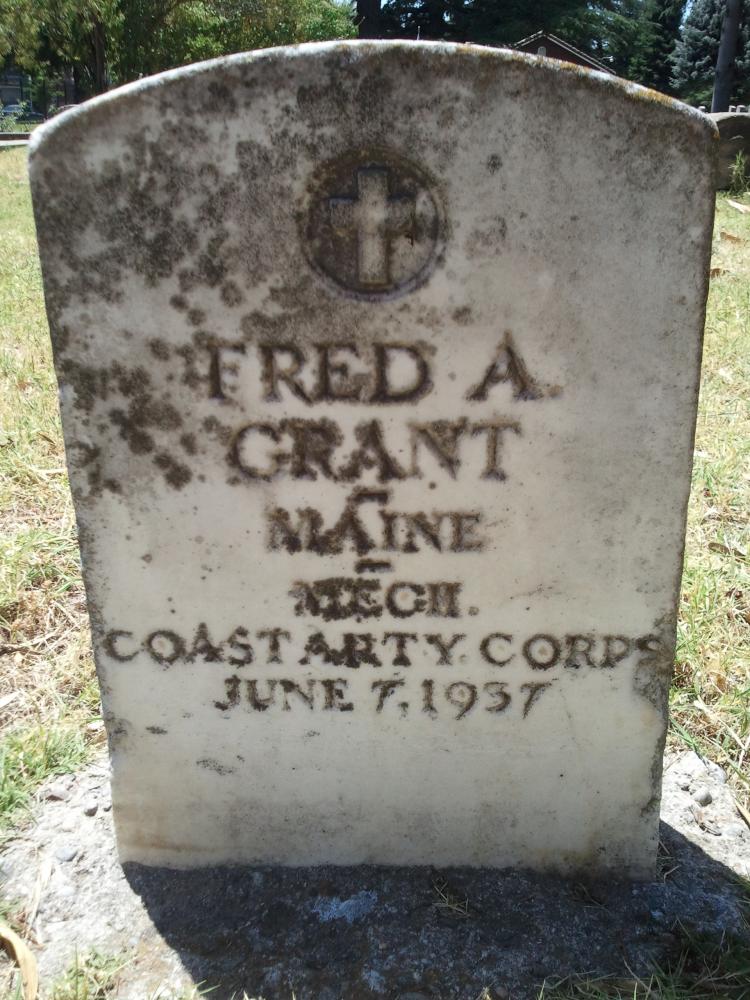 FRED A.
GRANT
-
MAINE
-
MECH.
COAST ARTY. CORPS
JUNE 7, 1937